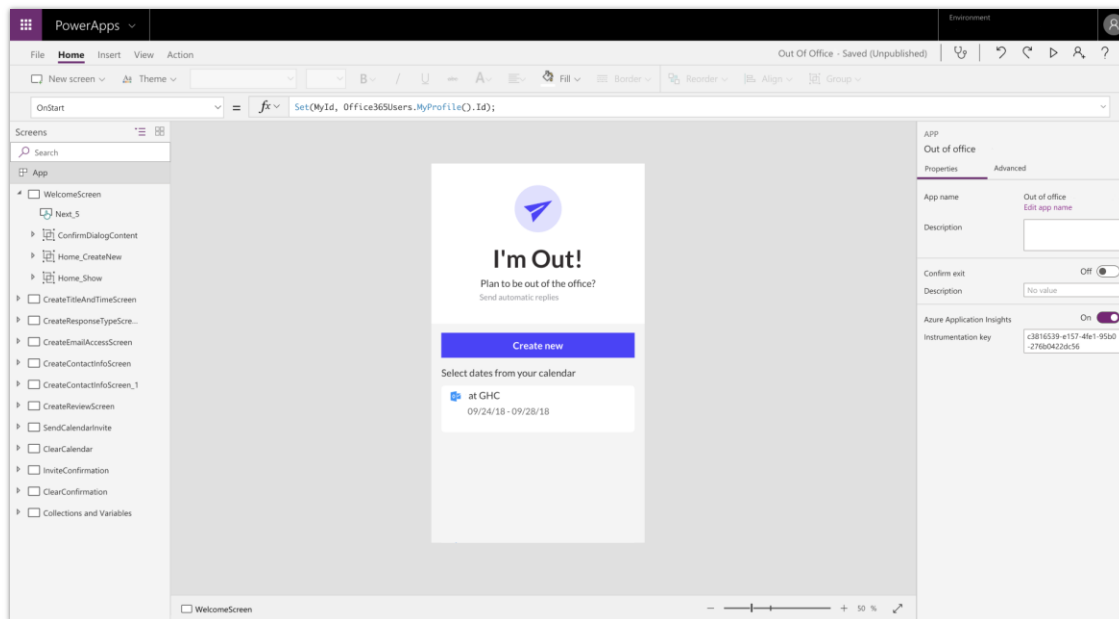 PowerApps
Environment
File Home Insert View Action
Out Of Office - Saved (Unpublished)
New screen Theme B / U abc A Fill Border Reorder Align Group
OnStart = fx Set(MyId, Office365Users.MyProfile().Id);
Screens
Search
App
WelcomeScreen
Next_5
ConfirmDialogContent
Home_CreateNew
Home_Show
CreateTitleAndTimeScreen
CreateResponseTypeScre...
CreateEmailAccessScreen
CreateContactInfoScreen
CreateContactInfoScreen_1
CreateReviewScreen
SendCalendarInvite
ClearCalendar
InviteConfirmation
ClearConfirmation
Collections and Variables
I'm Out!
Plan to be out of the office?
Send automatic replies
Create new
Select dates from your calendar
at GHC
09/24/18 - 09/28/18
WelcomeScreen
50 %
APP
Out of office
Properties Advanced
App name Out of office
Edit app name
Description
Confirm exit Off
Description No value
Azure Application Insights On
Instrumentation key c3816539-e157-4fe1-95b0
-276b0422dc56